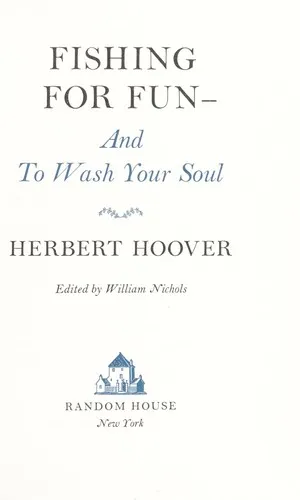 FISHING
FOR FUN—
And
To Wash Your Soul
HERBERT HOOVER
Edited by William Nichols
RANDOM HOUSE
New York